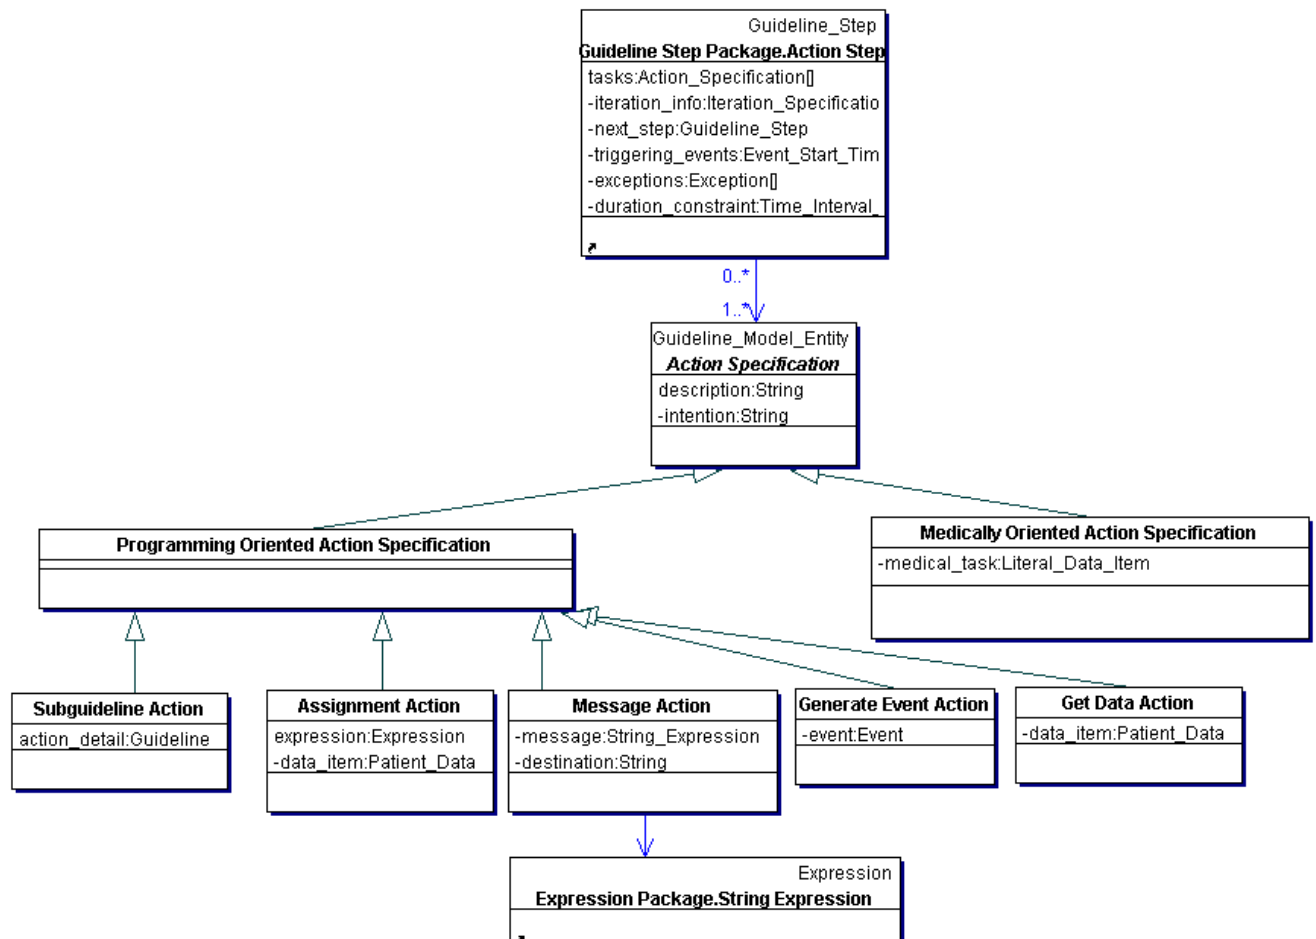 Guideline_Step
Guideline Step Package.Action Step
tasks:Action_Specification[]
-iteration_info:Iteration_Specificatio
-next_step:Guideline_Step
-triggering_events:Event_Start_Tim
-exceptions:Exception[]
-duration_constraint:Time_Interval_
0..*
1..*
Guideline_Model_Entity
Action Specification
description:String
-intention:String
Programming Oriented Action Specification
Medically Oriented Action Specification
-medical_task:Literal_Data_Item
Subguideline Action
action_detail:Guideline
Assignment Action
expression:Expression
-data_item:Patient_Data
Message Action
-message:String_Expression
-destination:String
Generate Event Action
-event:Event
Get Data Action
-data_item:Patient_Data
Expression
Expression Package.String Expression